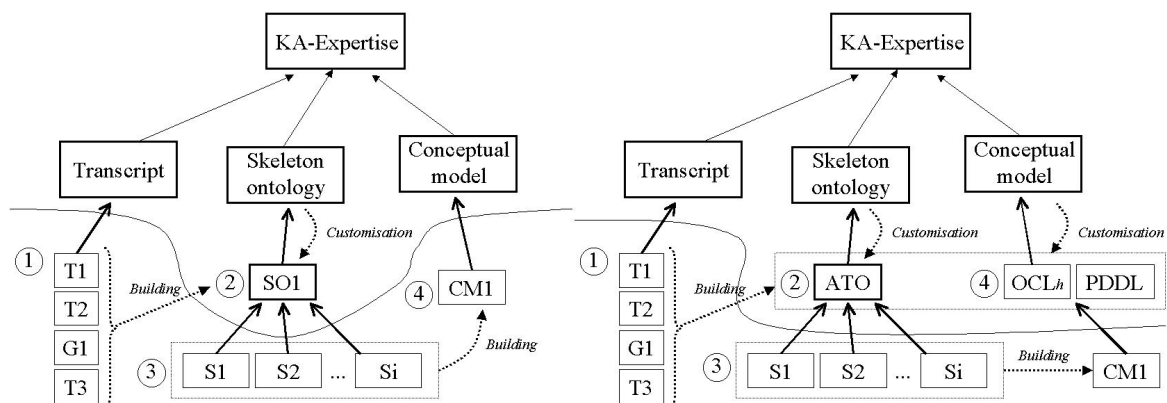 KA-Expertise
Transcript
Skeleton
ontology
Conceptual
model
Customisation
1
T1
T2
G1
T3
Building
2
SO1
4
CM1
3
S1
S2
...
Si
Building
KA-Expertise
Transcript
Skeleton
ontology
Conceptual
model
Customisation
Customisation
1
T1
T2
G1
T3
Building
2
ATO
4
OCLh
PDDL
3
S1
S2
...
Si
Building
CM1